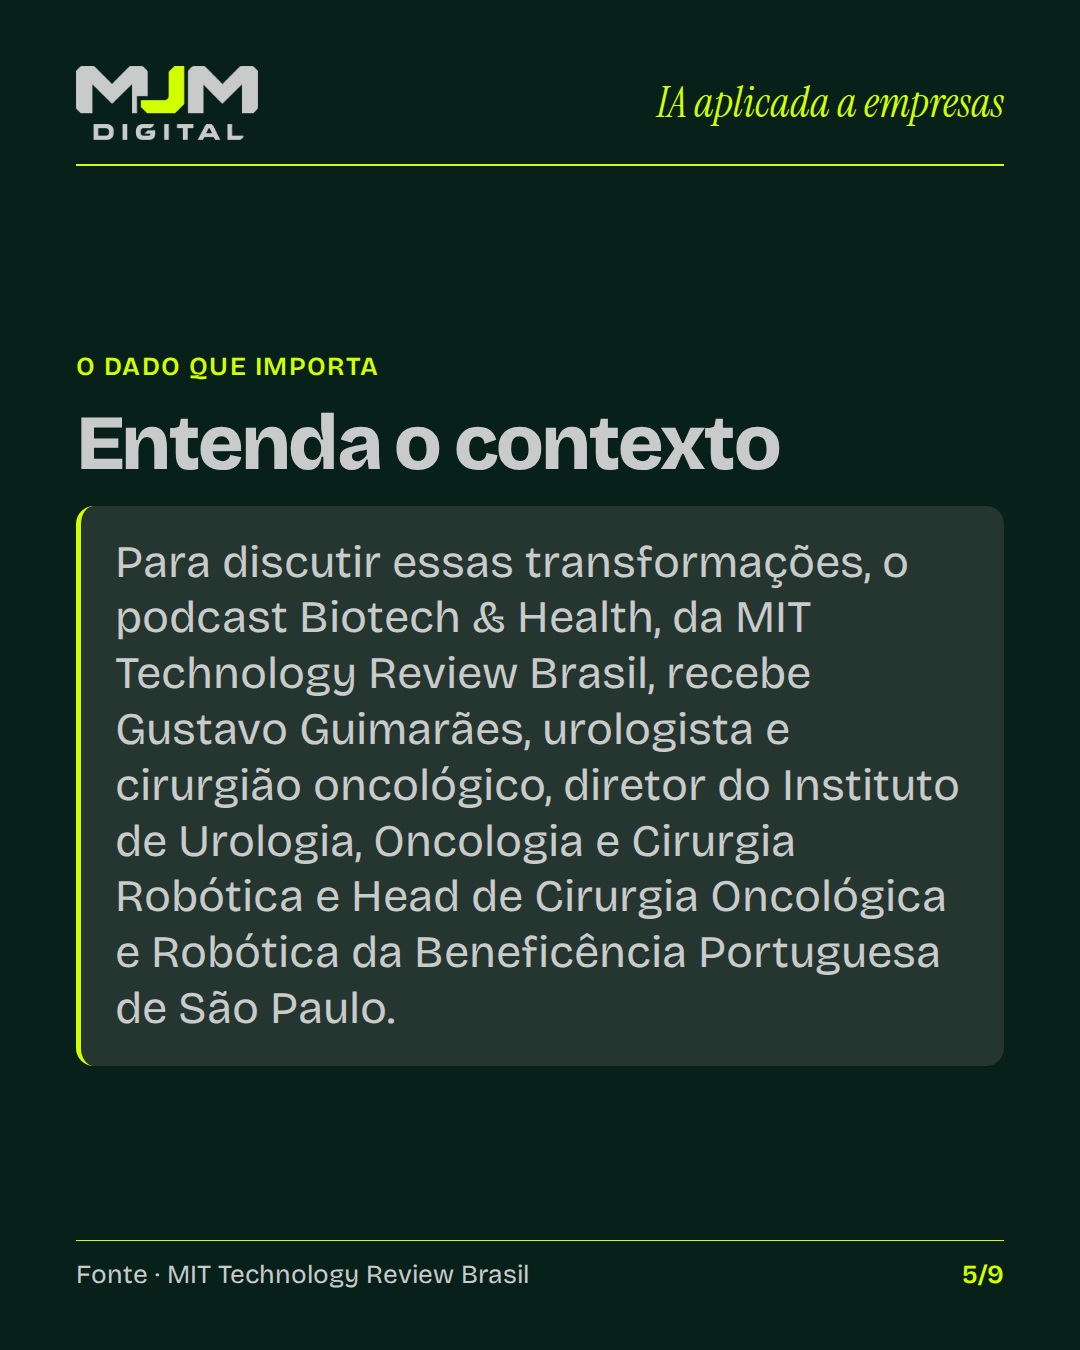 MJM
DIGITAL
IA aplicada a empresas
O DADO QUE IMPORTA
Entenda o contexto
Para discutir essas transformações, o
podcast Biotech & Health, da MIT
Technology Review Brasil, recebe
Gustavo Guimarães, urologista e
cirurgião oncológico, diretor do Instituto
de Urologia, Oncologia e Cirurgia
Robótica e Head de Cirurgia Oncológica
e Robótica da Beneficência Portuguesa
de São Paulo.
Fonte · MIT Technology Review Brasil
5/9